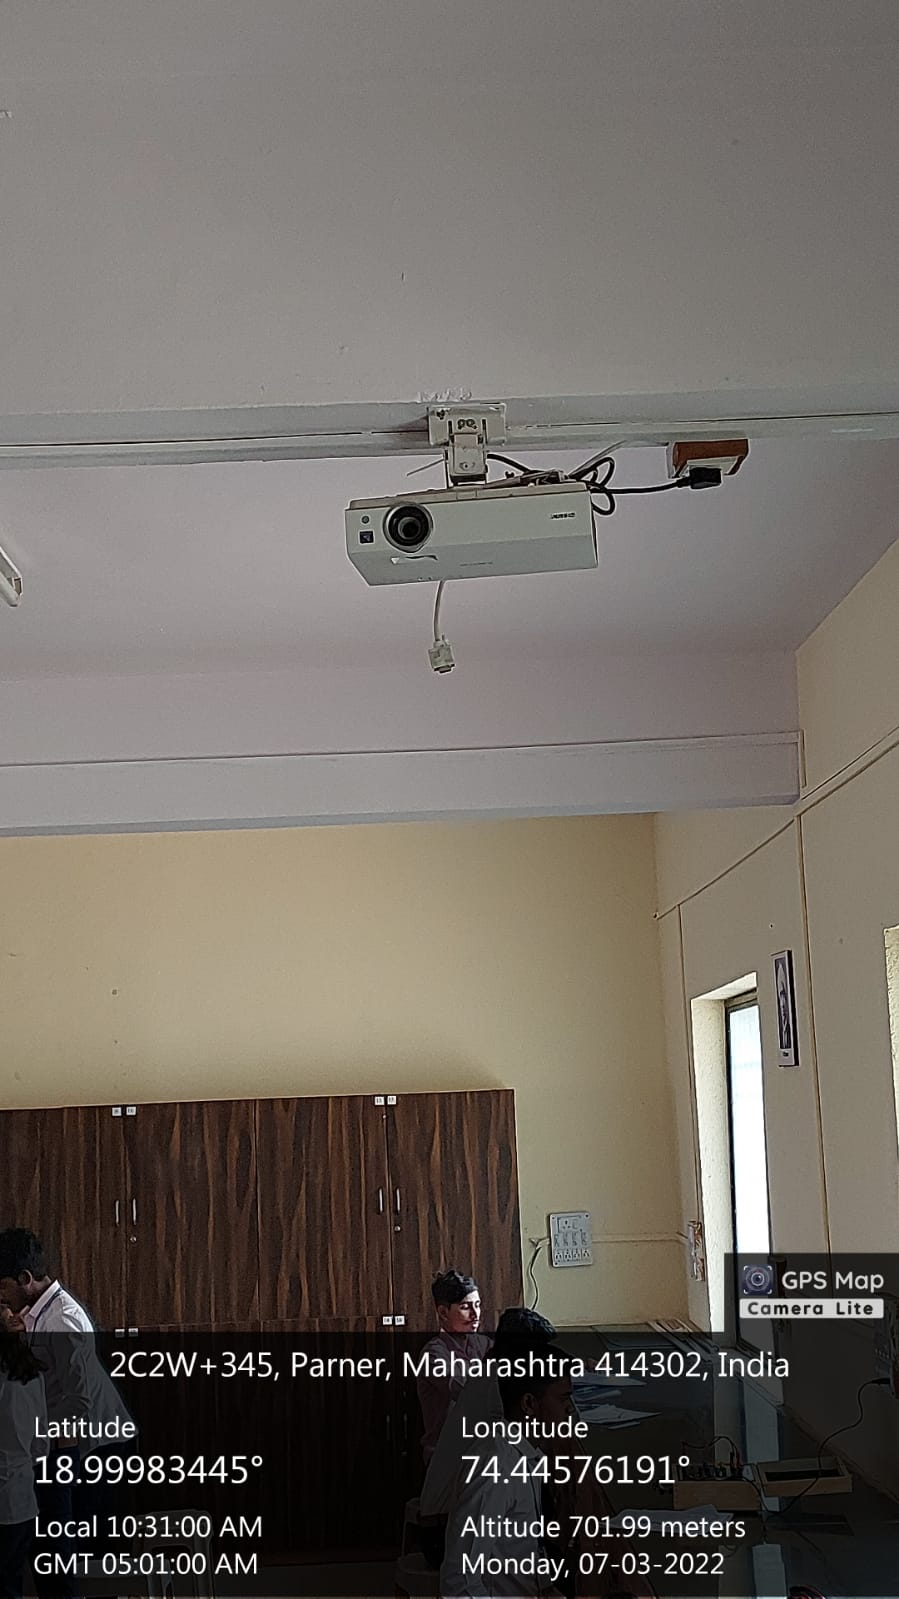 GPS Map
Camera Lite
2C2W+345, Parner, Maharashtra 414302, India
Latitude
18.99983445°
Longitude
74.44576191°
Local 10:31:00 AM
GMT 05:01:00 AM
Altitude 701.99 meters
Monday, 07-03-2022